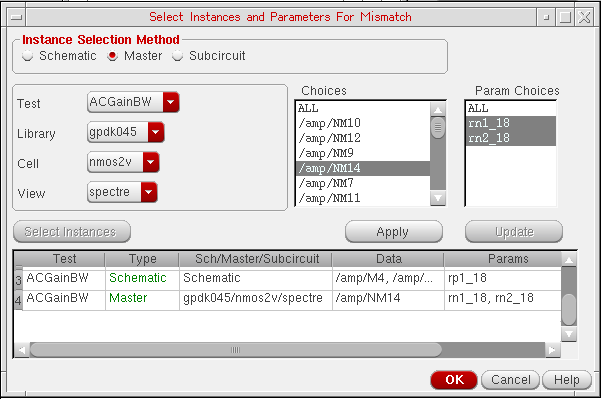 Select Instances and Parameters For Mismatch
Instance Selection Method
Schematic Master Subcircuit
Test ACGainBW
Library gpdk045
Cell nmos2v
View spectre
Choices
ALL
/amp/NM10
/amp/NM12
/amp/NM9
/amp/NM14
/amp/NM7
/amp/NM11
Param Choices
ALL
rn1_18
rn2_18
Select Instances Apply Update
Test Type Sch/Master/Subcircuit Data Params
3 ACGainBW Schematic Schematic /amp/M4, /amp/... rp1_18
4 ACGainBW Master gpdk045/nmos2v/spectre /amp/NM14 rn1_18, rn2_18
OK Cancel Help